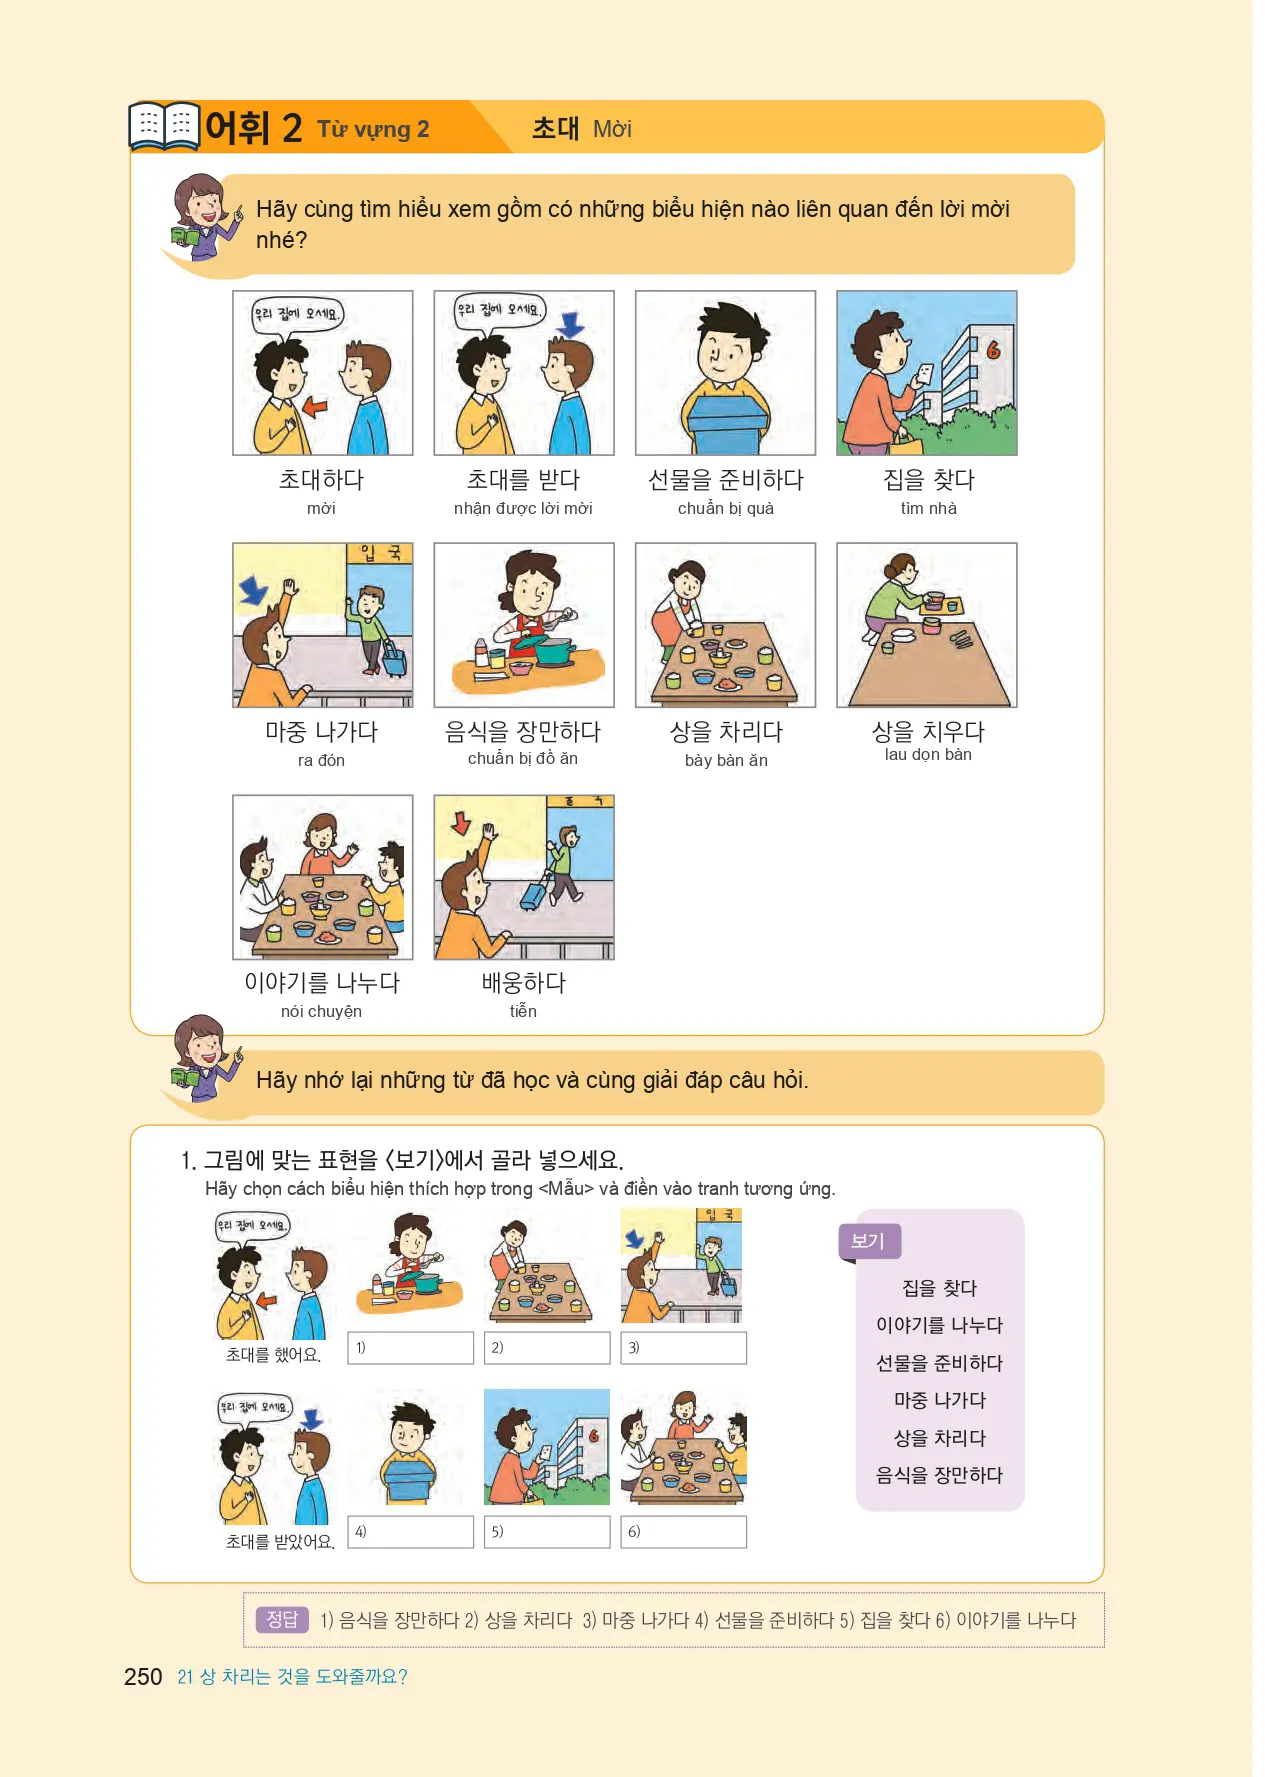 어휘 2 Từ vựng 2 초대 Mời
Hãy cùng tìm hiểu xem gồm có những biểu hiện nào liên quan đến lời mời
nhé?
우리 집에 오세요.
우리 집에 오세요.
6
초대하다
초대를 받다
선물을 준비하다
집을 찾다
mời
nhận được lời mời
chuẩn bị quà
tìm nhà
입 국
마중 나가다
음식을 장만하다
상을 차리다
상을 치우다
ra đón
chuẩn bị đồ ăn
bày bàn ăn
lau dọn bàn
이야기를 나누다
배웅하다
nói chuyện
tiễn
Hãy nhớ lại những từ đã học và cùng giải đáp câu hỏi.
1. 그림에 맞는 표현을 <보기>에서 골라 넣으세요.
Hãy chọn cách biểu hiện thích hợp trong <Mẫu> và điền vào tranh tương ứng.
우리 집에 오세요.
입 국
초대를 했어요.
1)
2)
3)
우리 집에 오세요.
6
초대를 받았어요.
4)
5)
6)
보기
집을 찾다
이야기를 나누다
선물을 준비하다
마중 나가다
상을 차리다
음식을 장만하다
정답 1) 음식을 장만하다 2) 상을 차리다 3) 마중 나가다 4) 선물을 준비하다 5) 집을 찾다 6) 이야기를 나누다
250 21 상 차리는 것을 도와줄까요?